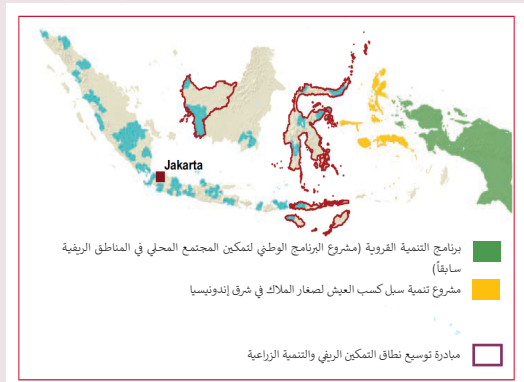 Jakarta
برنامج التنمية القروية (مشروع البرنامج الوطني لتمكين المجتمع المحلي في المناطق الريفية
سابقاً)
مشروع تنمية سبل كسب العيش لصغار الملاك في شرق إندونيسيا
مبادرة توسيع نطاق التمكين الريفي والتنمية الزراعية